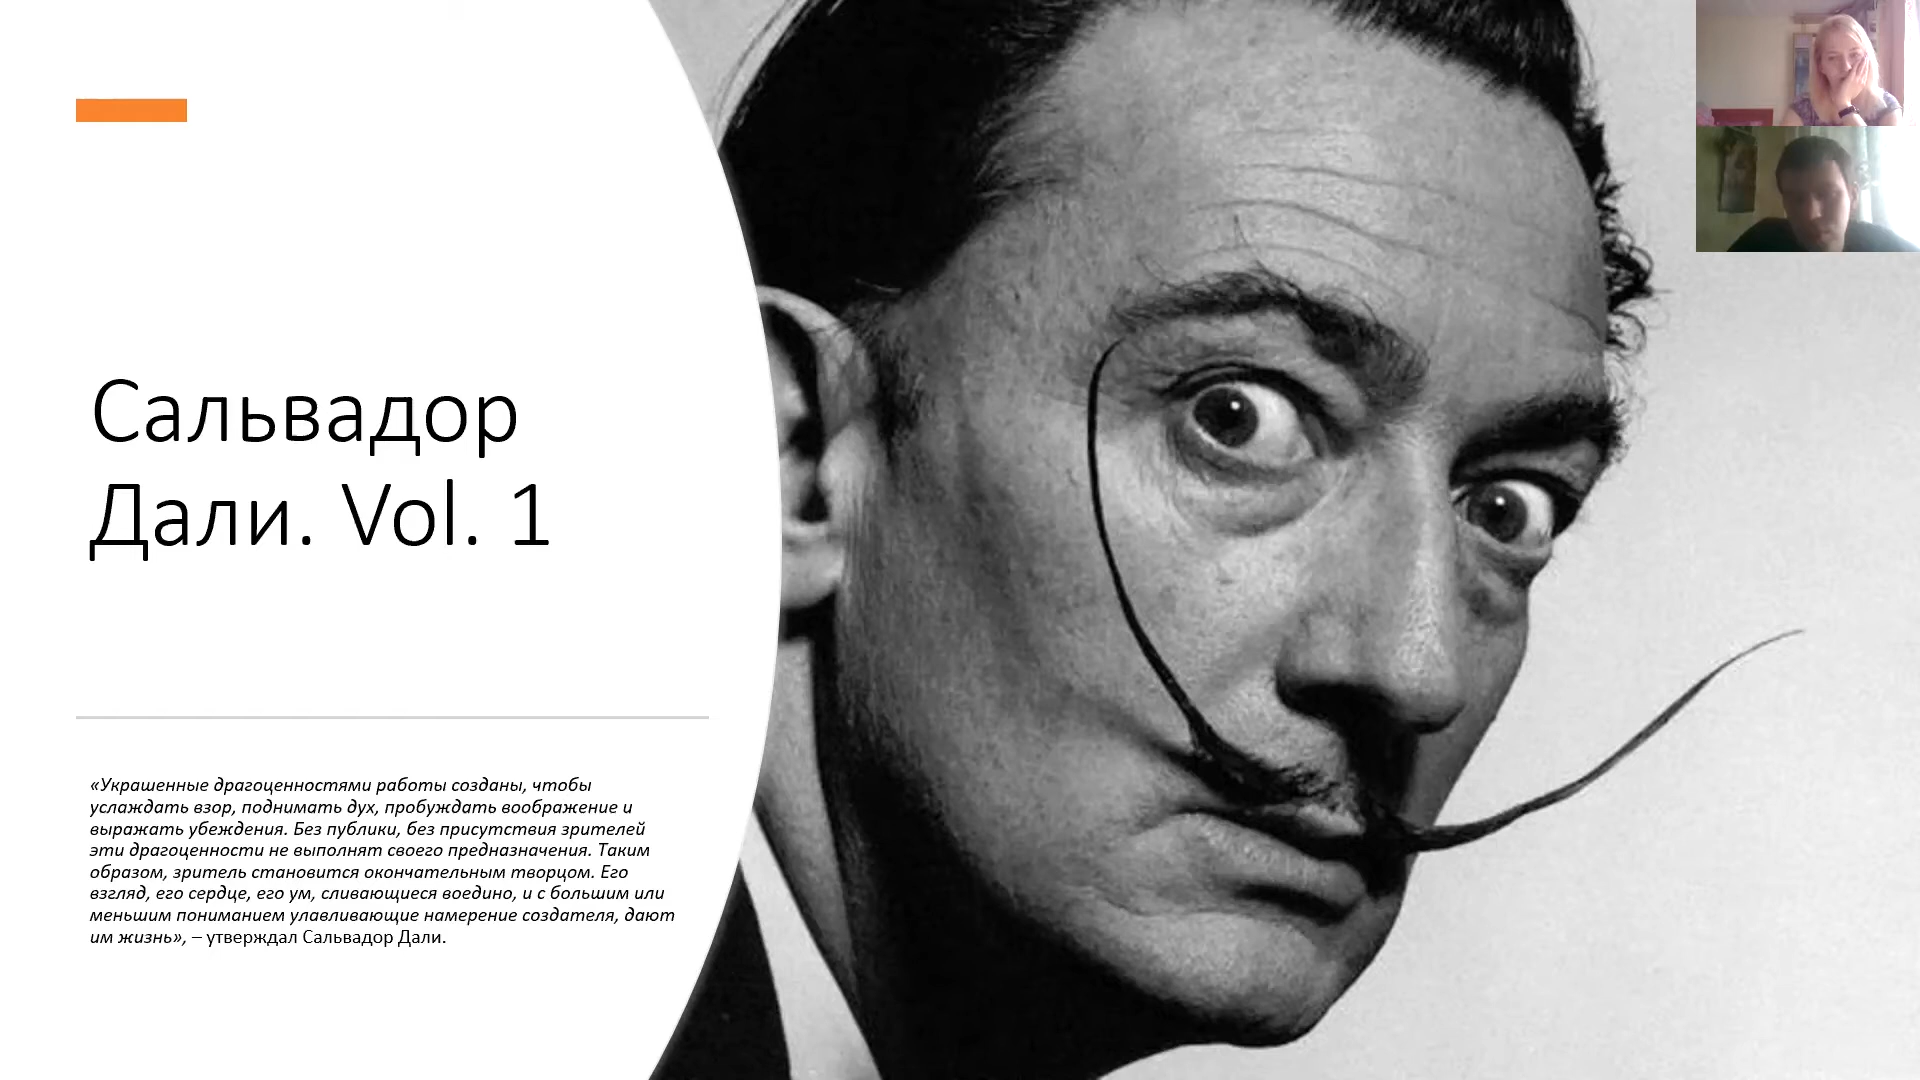 Сальвадор
Дали. Vol. 1
«Украшенные драгоценностями работы созданы, чтобы
услаждать взор, поднимать дух, пробуждать воображение и
выражать убеждения. Без публики, без присутствия зрителей
эти драгоценности не выполнят своего предназначения. Таким
образом, зритель становится окончательным творцом. Его
взгляд, его сердце, его ум, сливающиеся воедино, и с большим или
меньшим пониманием улавливающие намерение создателя, дают
им жизнь», – утверждал Сальвадор Дали.